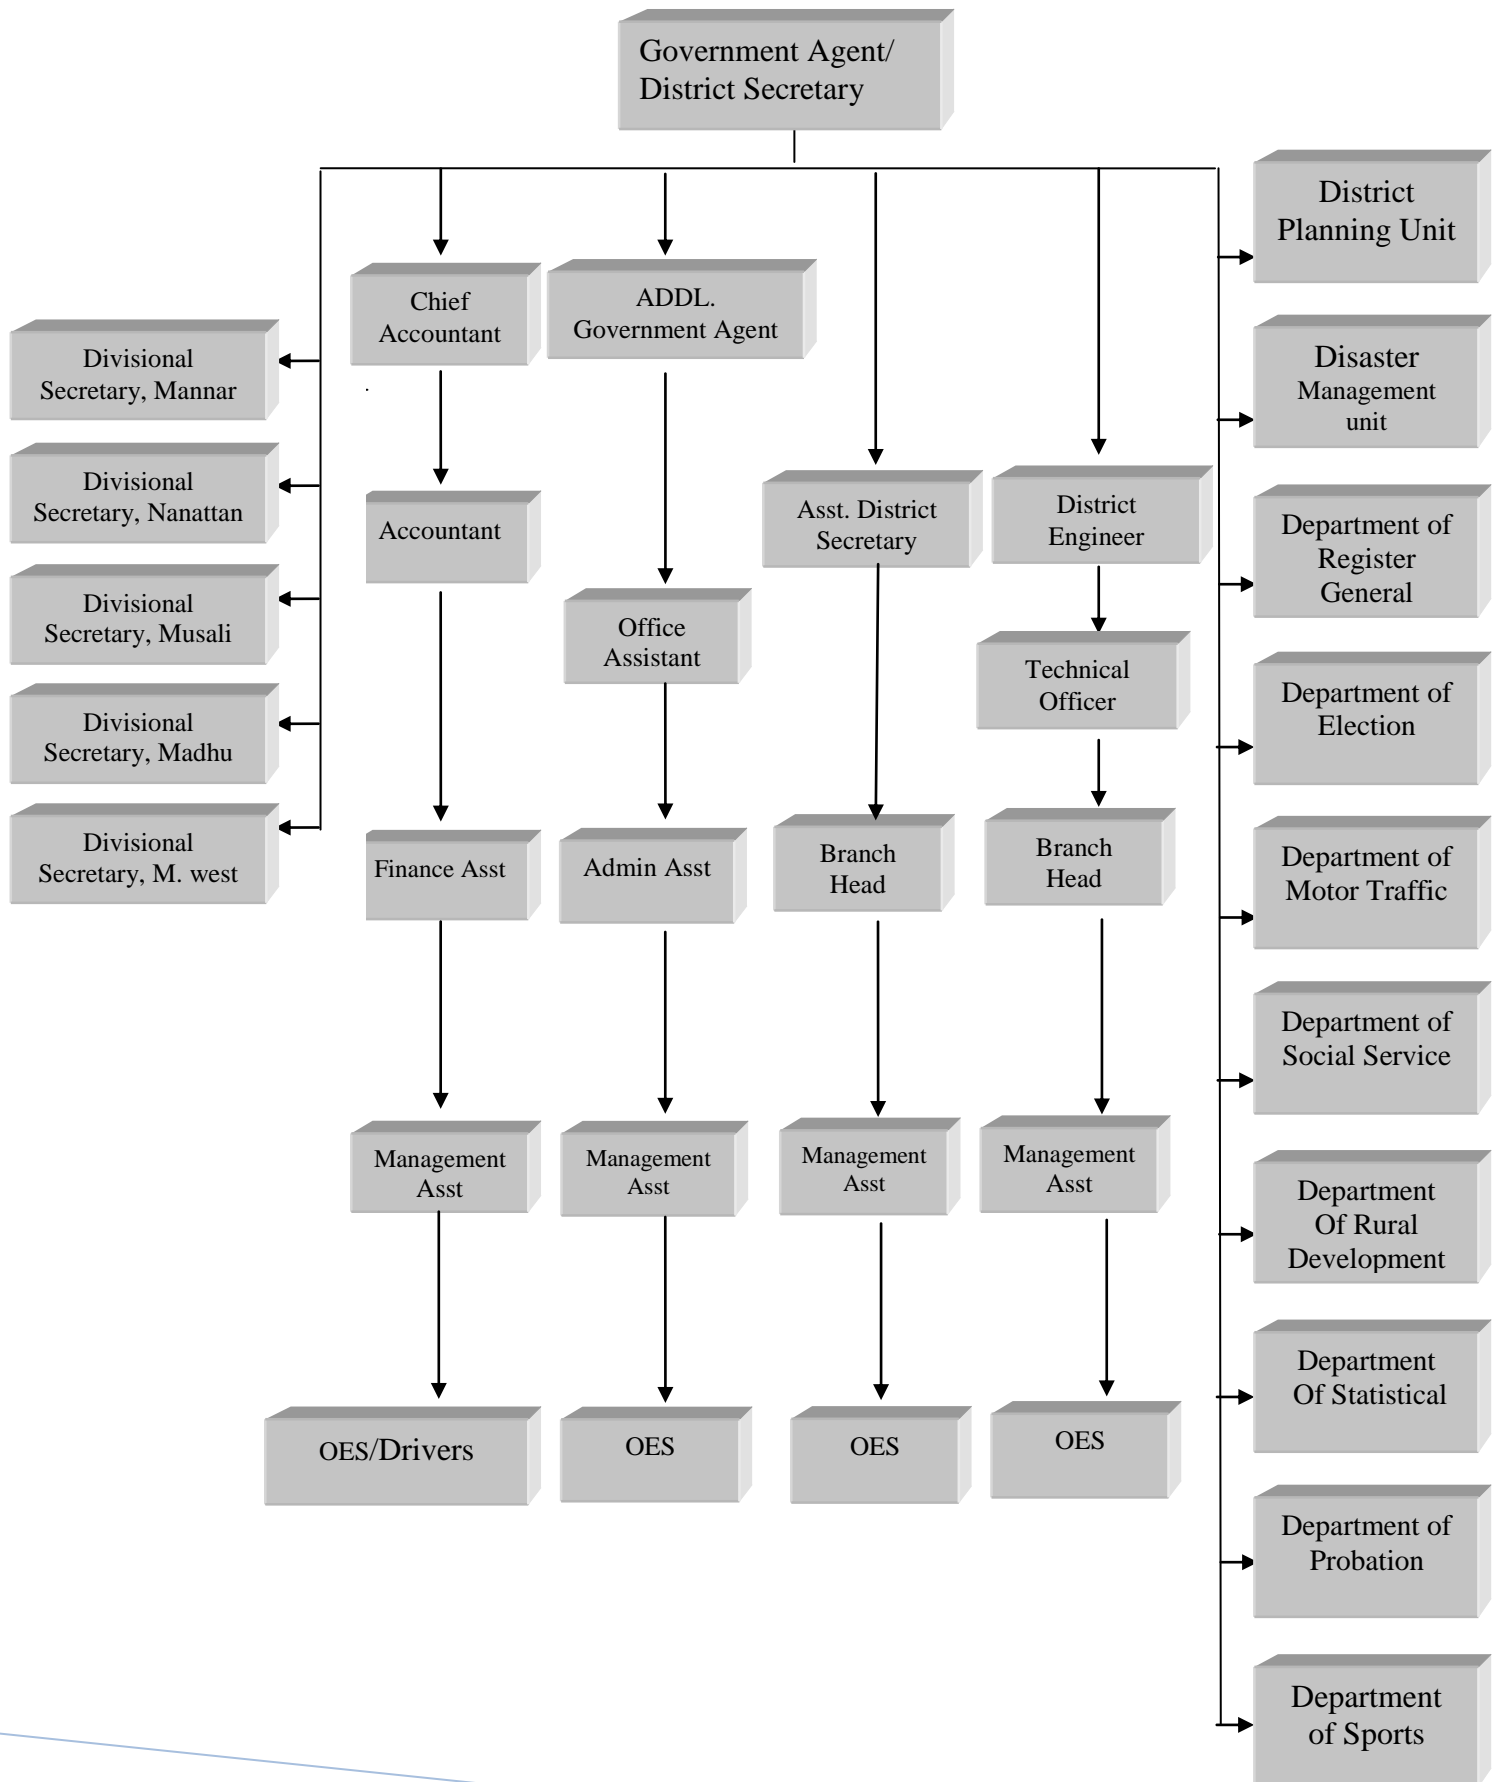 Government Agent/
District Secretary
Divisional
Secretary, Mannar
Divisional
Secretary, Nanattan
Divisional
Secretary, Musali
Divisional
Secretary, Madhu
Divisional
Secretary, M. west
Chief
Accountant
.
Accountant
Finance Asst
Management
Asst
OES/Drivers
ADDL.
Government Agent
Office
Assistant
Admin Asst
Management
Asst
OES
Asst. District
Secretary
Branch
Head
Management
Asst
OES
District
Engineer
Technical
Officer
Branch
Head
Management
Asst
OES
District
Planning Unit
Disaster
Management
unit
Department of
Register
General
Department of
Election
Department of
Motor Traffic
Department of
Social Service
Department
Of Rural
Development
Department
Of Statistical
Department of
Probation
Department
of Sports